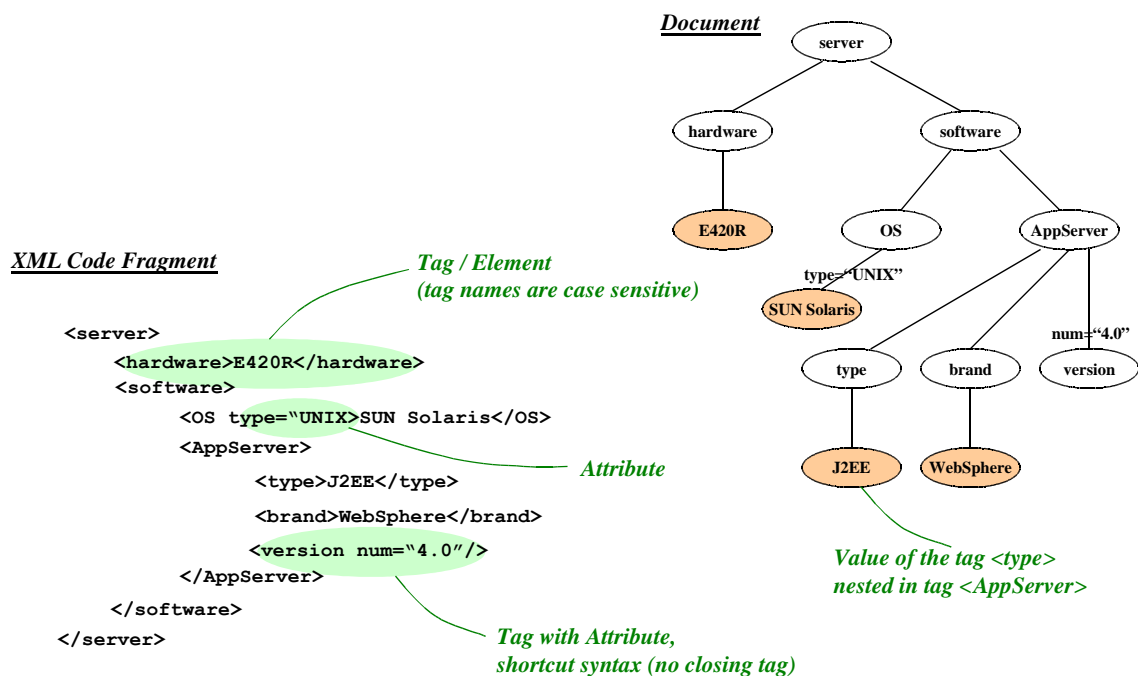 Document
server
hardware
software
E420R
OS
AppServer
type=“UNIX”
SUN Solaris
num=“4.0”
type
brand
version
J2EE
WebSphere
Value of the tag <type>
nested in tag <AppServer>
XML Code Fragment
Tag / Element
(tag names are case sensitive)
<server>
<hardware>E420R</hardware>
<software>
<OS type=“UNIX>SUN Solaris</OS>
<AppServer>
Attribute
<type>J2EE</type>
<brand>WebSphere</brand>
<version num=“4.0”/>
</AppServer>
</software>
</server>
Tag with Attribute,
shortcut syntax (no closing tag)